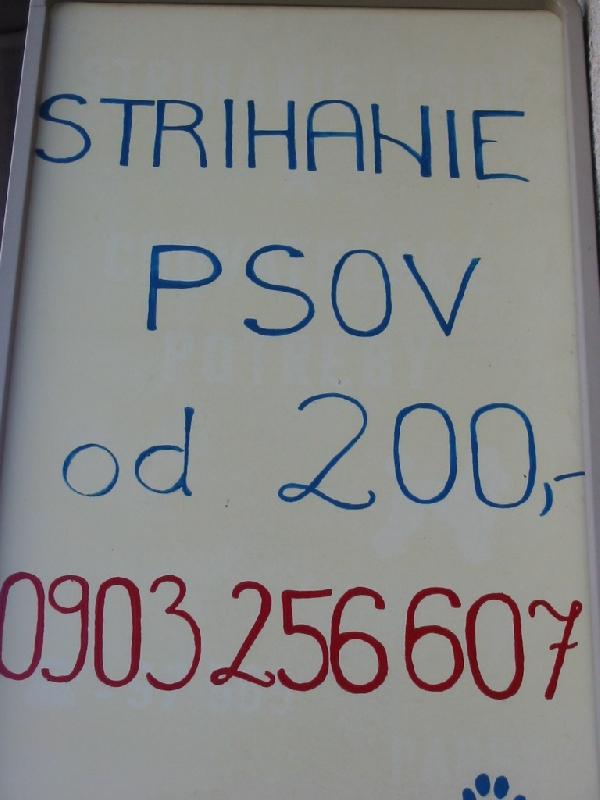 STRIHANIE
PSOV
od 200,-
0903 256 607